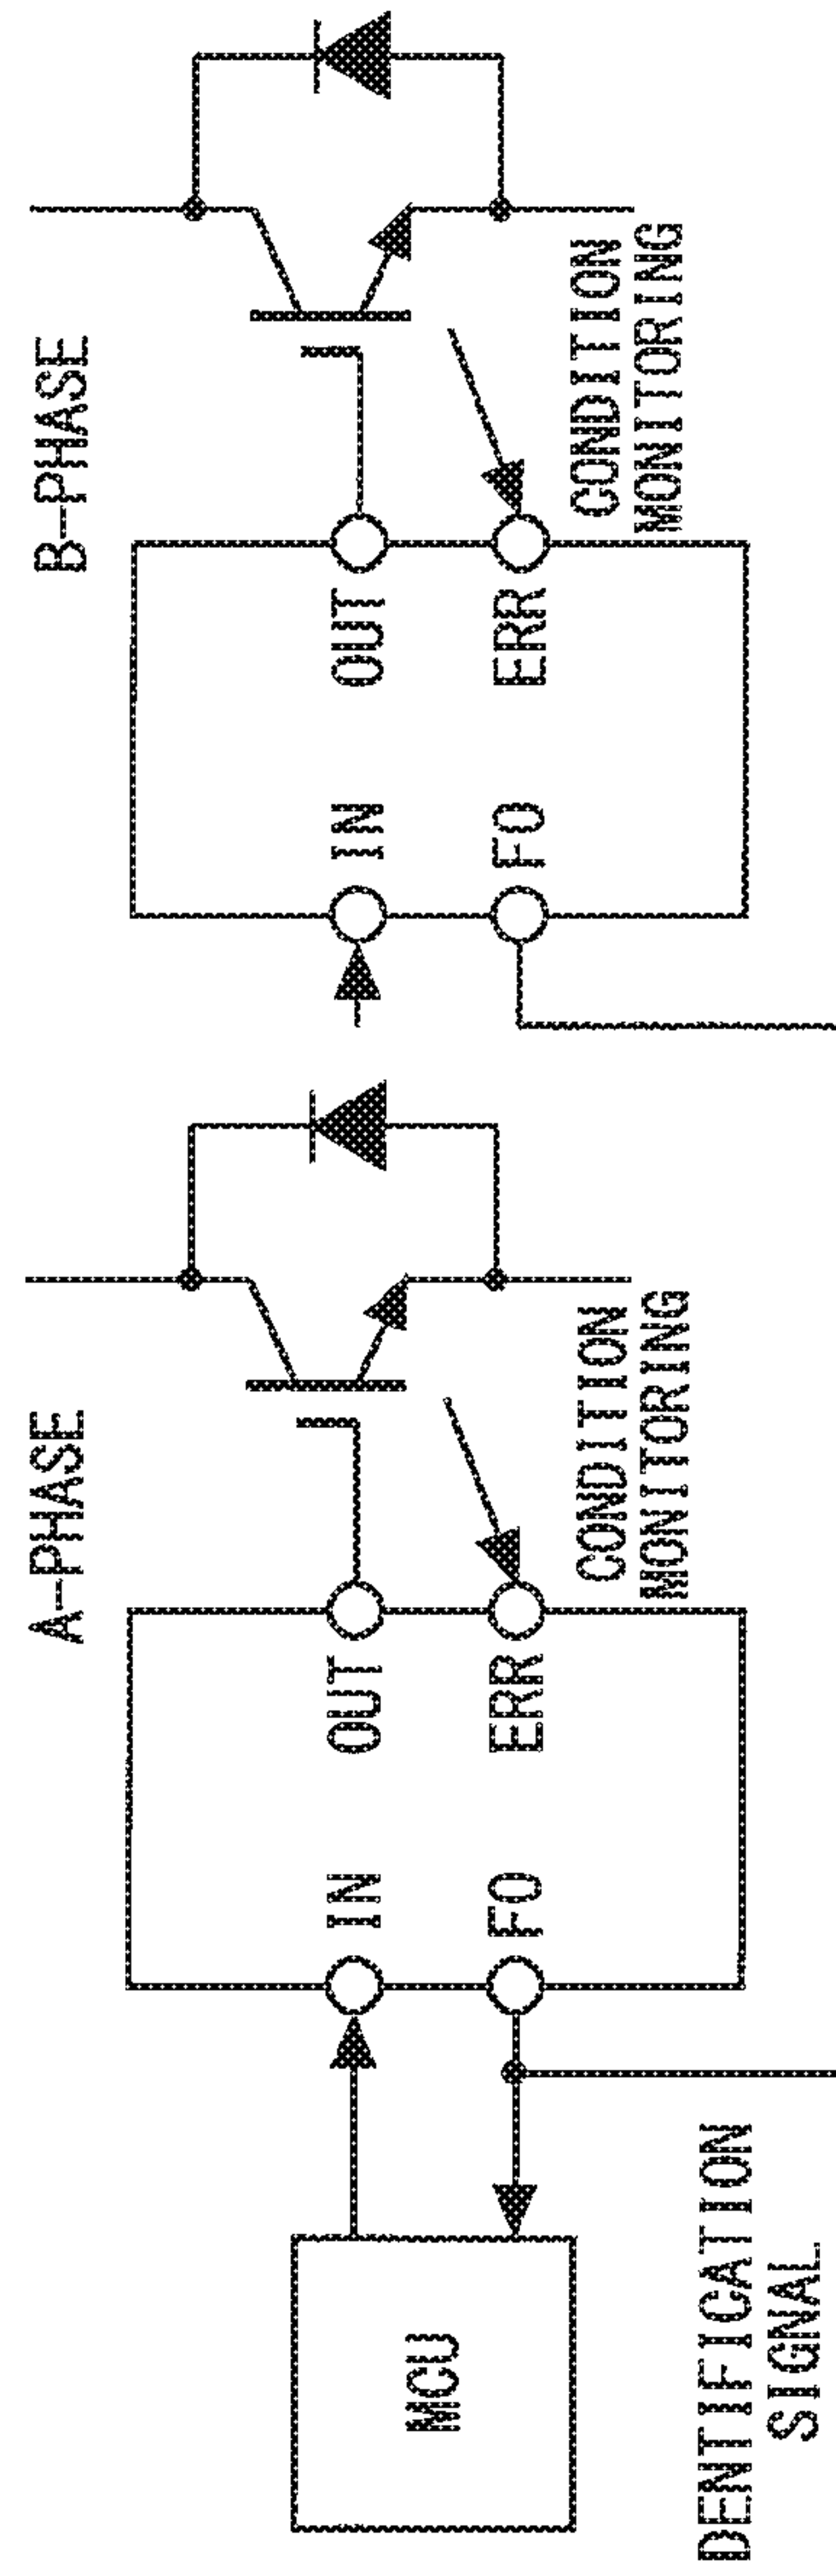 A-PHASE
B-PHASE
MCU
IN
OUT
FO
ERR
CONDITION
MONITORING
IN
OUT
FO
ERR
CONDITION
MONITORING
DENTIFICATION
SIGNAL